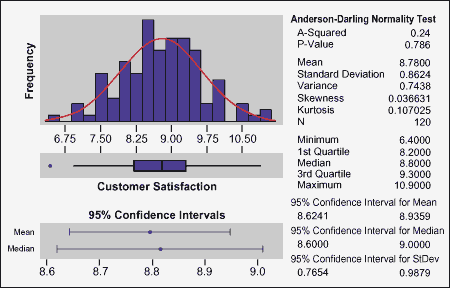 Frequency
6.75 7.50 8.25 9.00 9.75 10.50
Customer Satisfaction
95% Confidence Intervals
Mean
Median
8.6 8.7 8.8 8.9 9.0
Anderson-Darling Normality Test
A-Squared 0.24
P-Value 0.786
Mean 8.7800
Standard Deviation 0.8624
Variance 0.7438
Skewness 0.036631
Kurtosis 0.107025
N 120
Minimum 6.4000
1st Quartile 8.2000
Median 8.8000
3rd Quartile 9.3000
Maximum 10.9000
95% Confidence Interval for Mean
8.6241 8.9359
95% Confidence Interval for Median
8.6000 9.0000
95% Confidence Interval for StDev
0.7654 0.9879